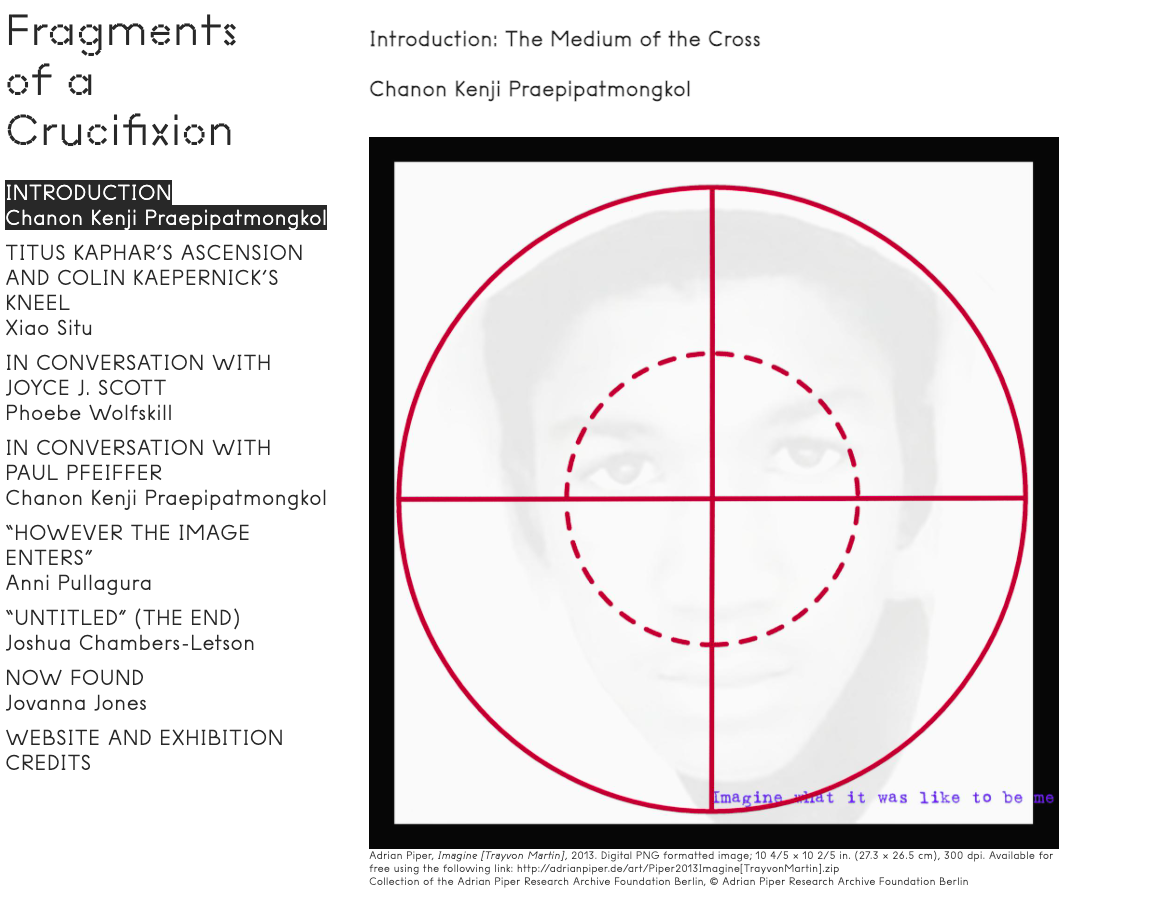 Fragments
of a
Crucifixion
INTRODUCTION
Chanon Kenji Praepipatmongkol
TITUS KAPHAR’S ASCENSION
AND COLIN KAEPERNICK’S
KNEEL
Xiao Situ
IN CONVERSATION WITH
JOYCE J. SCOTT
Phoebe Wolfskill
IN CONVERSATION WITH
PAUL PFEIFFER
Chanon Kenji Praepipatmongkol
“HOWEVER THE IMAGE
ENTERS”
Anni Pullagura
“UNTITLED” (THE END)
Joshua Chambers-Letson
NOW FOUND
Jovanna Jones
WEBSITE AND EXHIBITION
CREDITS
Introduction: The Medium of the Cross
Chanon Kenji Praepipatmongkol
Imagine what it was like to be me
Adrian Piper, Imagine [Trayvon Martin], 2013. Digital PNG formatted image; 10 4/5 × 10 2/5 in. (27.3 × 26.5 cm), 300 dpi. Available for
free using the following link: http://adrianpiper.de/art/Piper2013Imagine[TrayvonMartin].zip
Collection of the Adrian Piper Research Archive Foundation Berlin, © Adrian Piper Research Archive Foundation Berlin